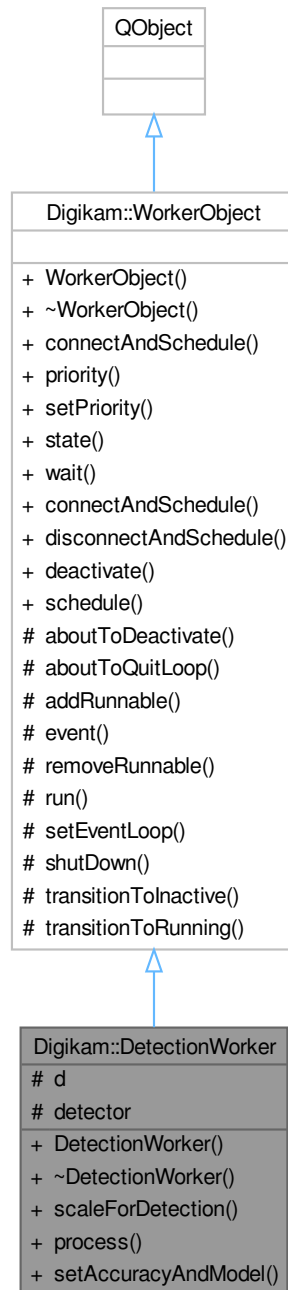 QObject
Digikam::WorkerObject
+ WorkerObject()
+ ~WorkerObject()
+ connectAndSchedule()
+ priority()
+ setPriority()
+ state()
+ wait()
+ connectAndSchedule()
+ disconnectAndSchedule()
+ deactivate()
+ schedule()
# aboutToDeactivate()
# aboutToQuitLoop()
# addRunnable()
# event()
# removeRunnable()
# run()
# setEventLoop()
# shutDown()
# transitionToInactive()
# transitionToRunning()
Digikam::DetectionWorker
# d
# detector
+ DetectionWorker()
+ ~DetectionWorker()
+ scaleForDetection()
+ process()
+ setAccuracyAndModel()